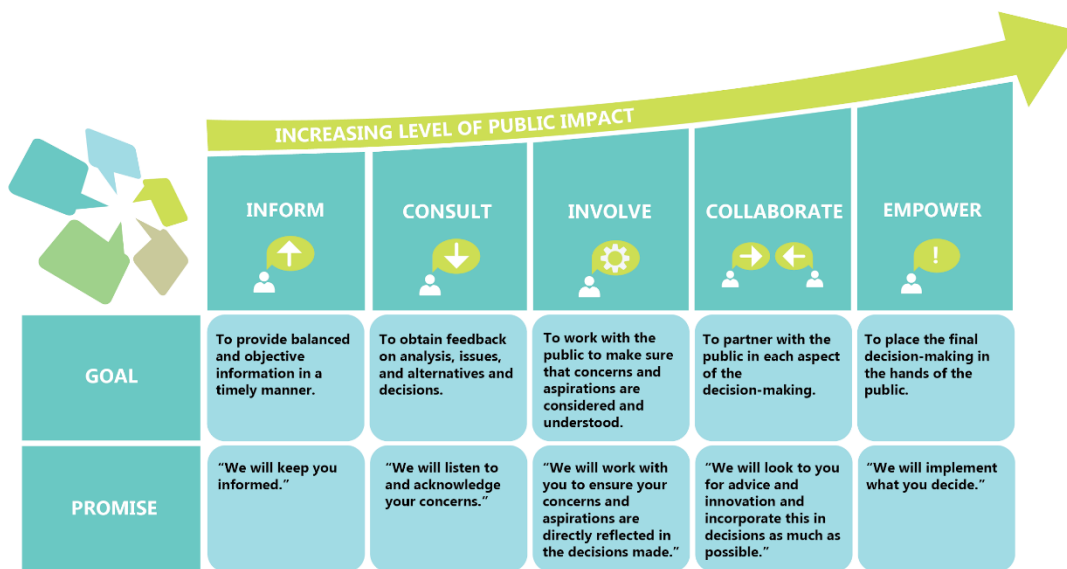 INCREASING LEVEL OF PUBLIC IMPACT
INFORM
CONSULT
INVOLVE
COLLABORATE
EMPOWER
!
GOAL
To provide balanced
and objective
information in a
timely manner.
To obtain feedback
on analysis, issues,
and alternatives and
decisions.
To work with the
public to make sure
that concerns and
aspirations are
considered and
understood.
To partner with the
public in each aspect
of the
decision-making.
To place the final
decision-making in
the hands of the
public.
PROMISE
“We will keep you
informed.”
“We will listen to
and acknowledge
your concerns.”
“We will work with
you to ensure your
concerns and
aspirations are
directly reflected in
the decisions made.”
“We will look to you
for advice and
innovation and
incorporate this in
decisions as much as
possible.”
“We will implement
what you decide.”